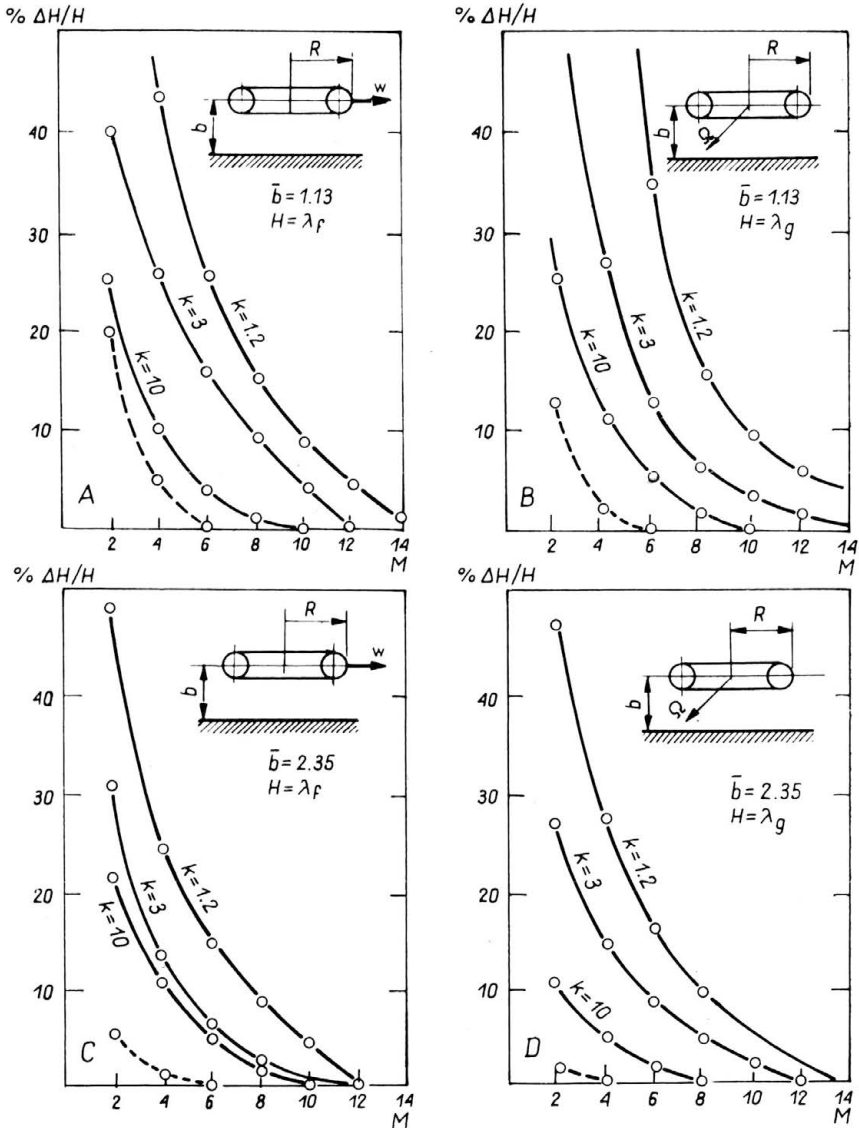 % ΔH/H
40
30
20
10
R
w
b
b̄ = 1.13
H = λf
k = 1.2
k = 3
k = 10
A
2 4 6 8 10 12 14
M
% ΔH/H
40
30
20
10
R
b
Ω
b̄ = 1.13
H = λg
k = 1.2
k = 3
k = 10
B
2 4 6 8 10 12 14
M
% ΔH/H
40
30
20
10
R
w
b
b̄ = 2.35
H = λf
k = 1.2
k = 3
k = 10
C
2 4 6 8 10 12 14
M
% ΔH/H
40
30
20
10
R
b
Ω
b̄ = 2.35
H = λg
k = 1.2
k = 3
k = 10
D
2 4 6 8 10 12 14
M